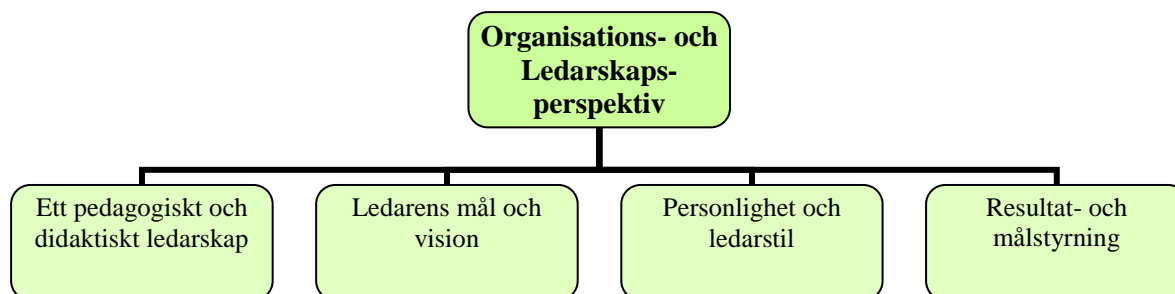 Organisations- och
Ledarskaps-
perspektiv
Ett pedagogiskt och
didaktiskt ledarskap
Ledarens mål och
vision
Personlighet och
ledarstil
Resultat- och
målstyrning